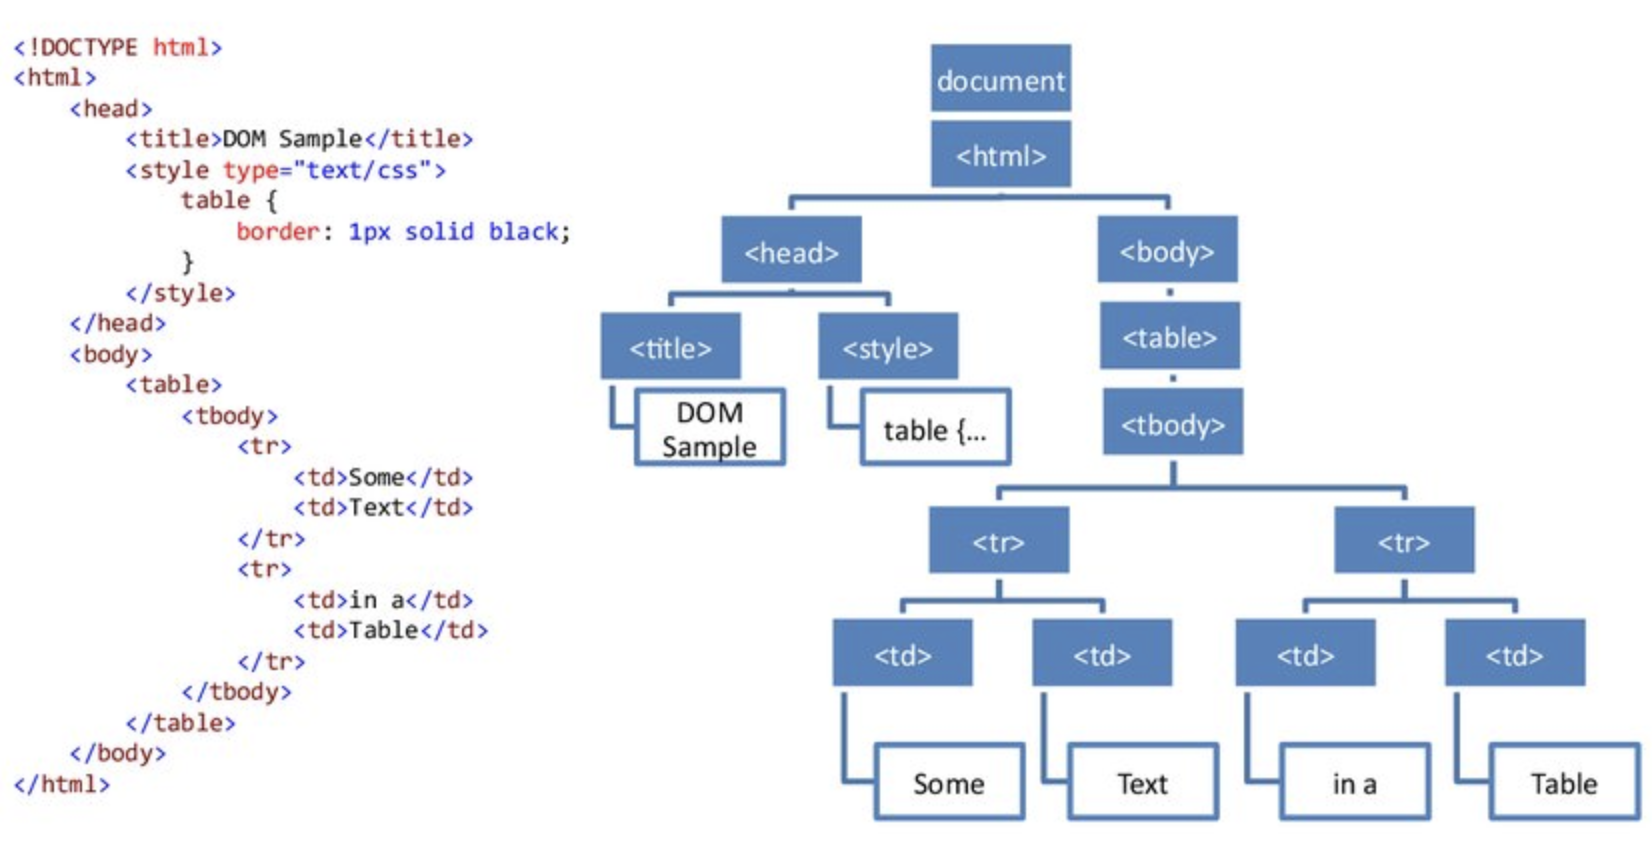 <!DOCTYPE html>
<html>
<head>
<title>DOM Sample</title>
<style type="text/css">
table {
border: 1px solid black;
}
</style>
</head>
<body>
<table>
<tbody>
<tr>
<td>Some</td>
<td>Text</td>
</tr>
<tr>
<td>in a</td>
<td>Table</td>
</tr>
</tbody>
</table>
</body>
</html>
document
<html>
<head>
<body>
<title>
<style>
<table>
DOM
Sample
table {...
<tbody>
<tr>
<tr>
<td>
<td>
<td>
<td>
Some
Text
in a
Table